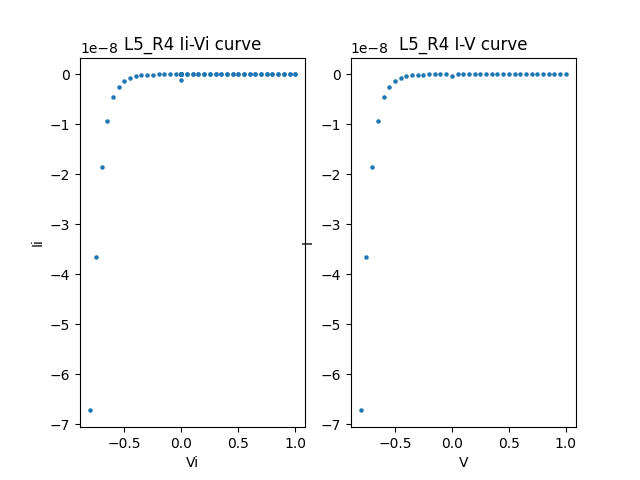 L5_R4 Ii-Vi curve
1e−8
0
−1
−2
−3
−4
−5
−6
−7
Ii
−0.5 0.0 0.5 1.0
Vi
L5_R4 I-V curve
1e−8
0
−1
−2
−3
−4
−5
−6
−7
I
−0.5 0.0 0.5 1.0
V